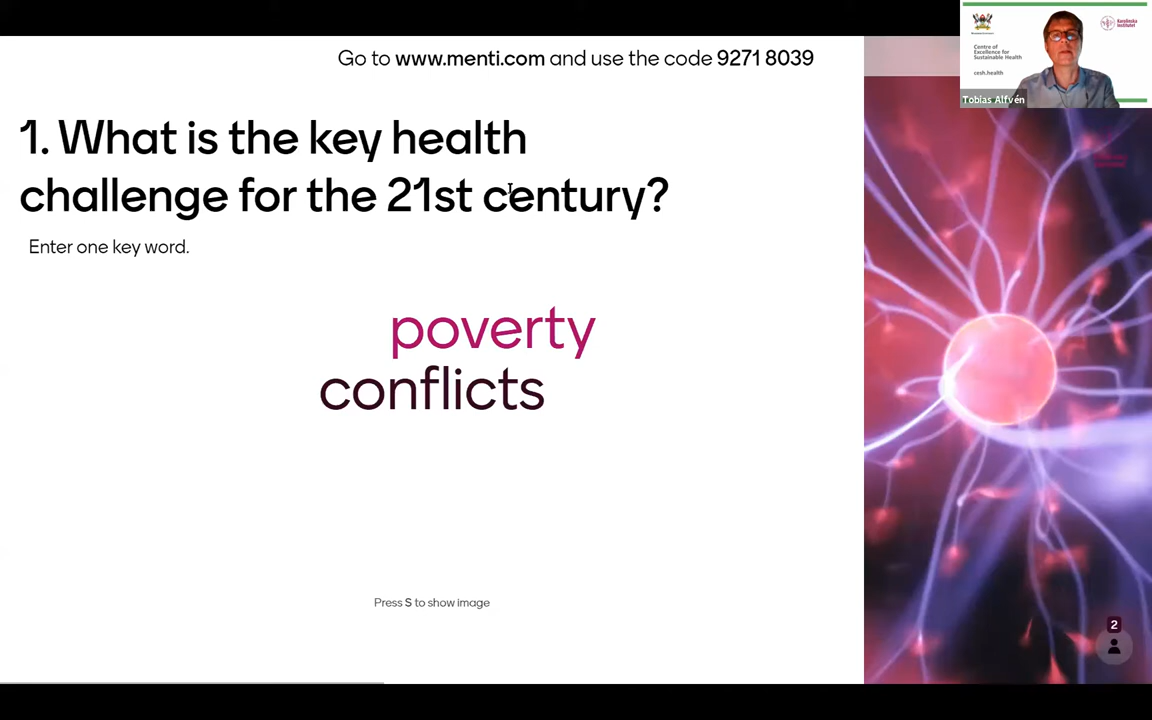 Go to www.menti.com and use the code 9271 8039
1. What is the key health
challenge for the 21st century?
Enter one key word.
poverty
conflicts
Press S to show image
2
Centre of
Excellence for
Sustainable Health
cesh.health
Karolinska
Institutet
Tobias Alfvén